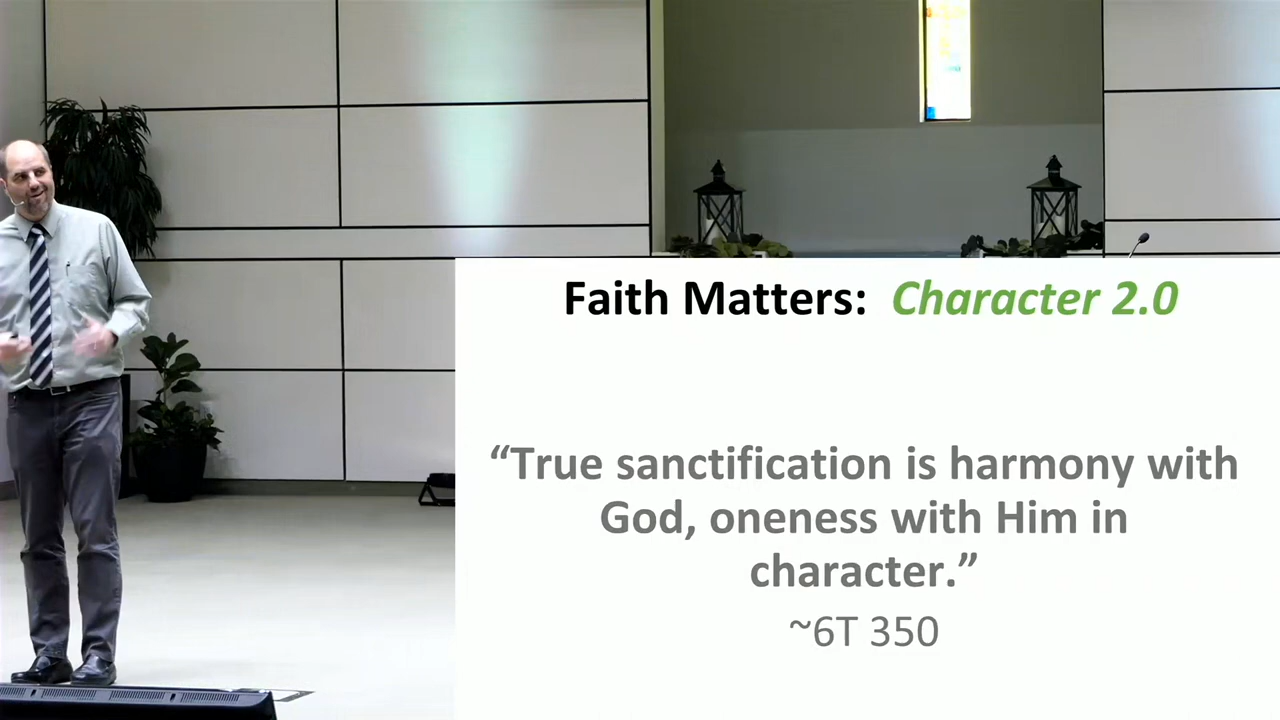 Faith Matters: Character 2.0
“True sanctification is harmony with
God, oneness with Him in
character.”
~6T 350